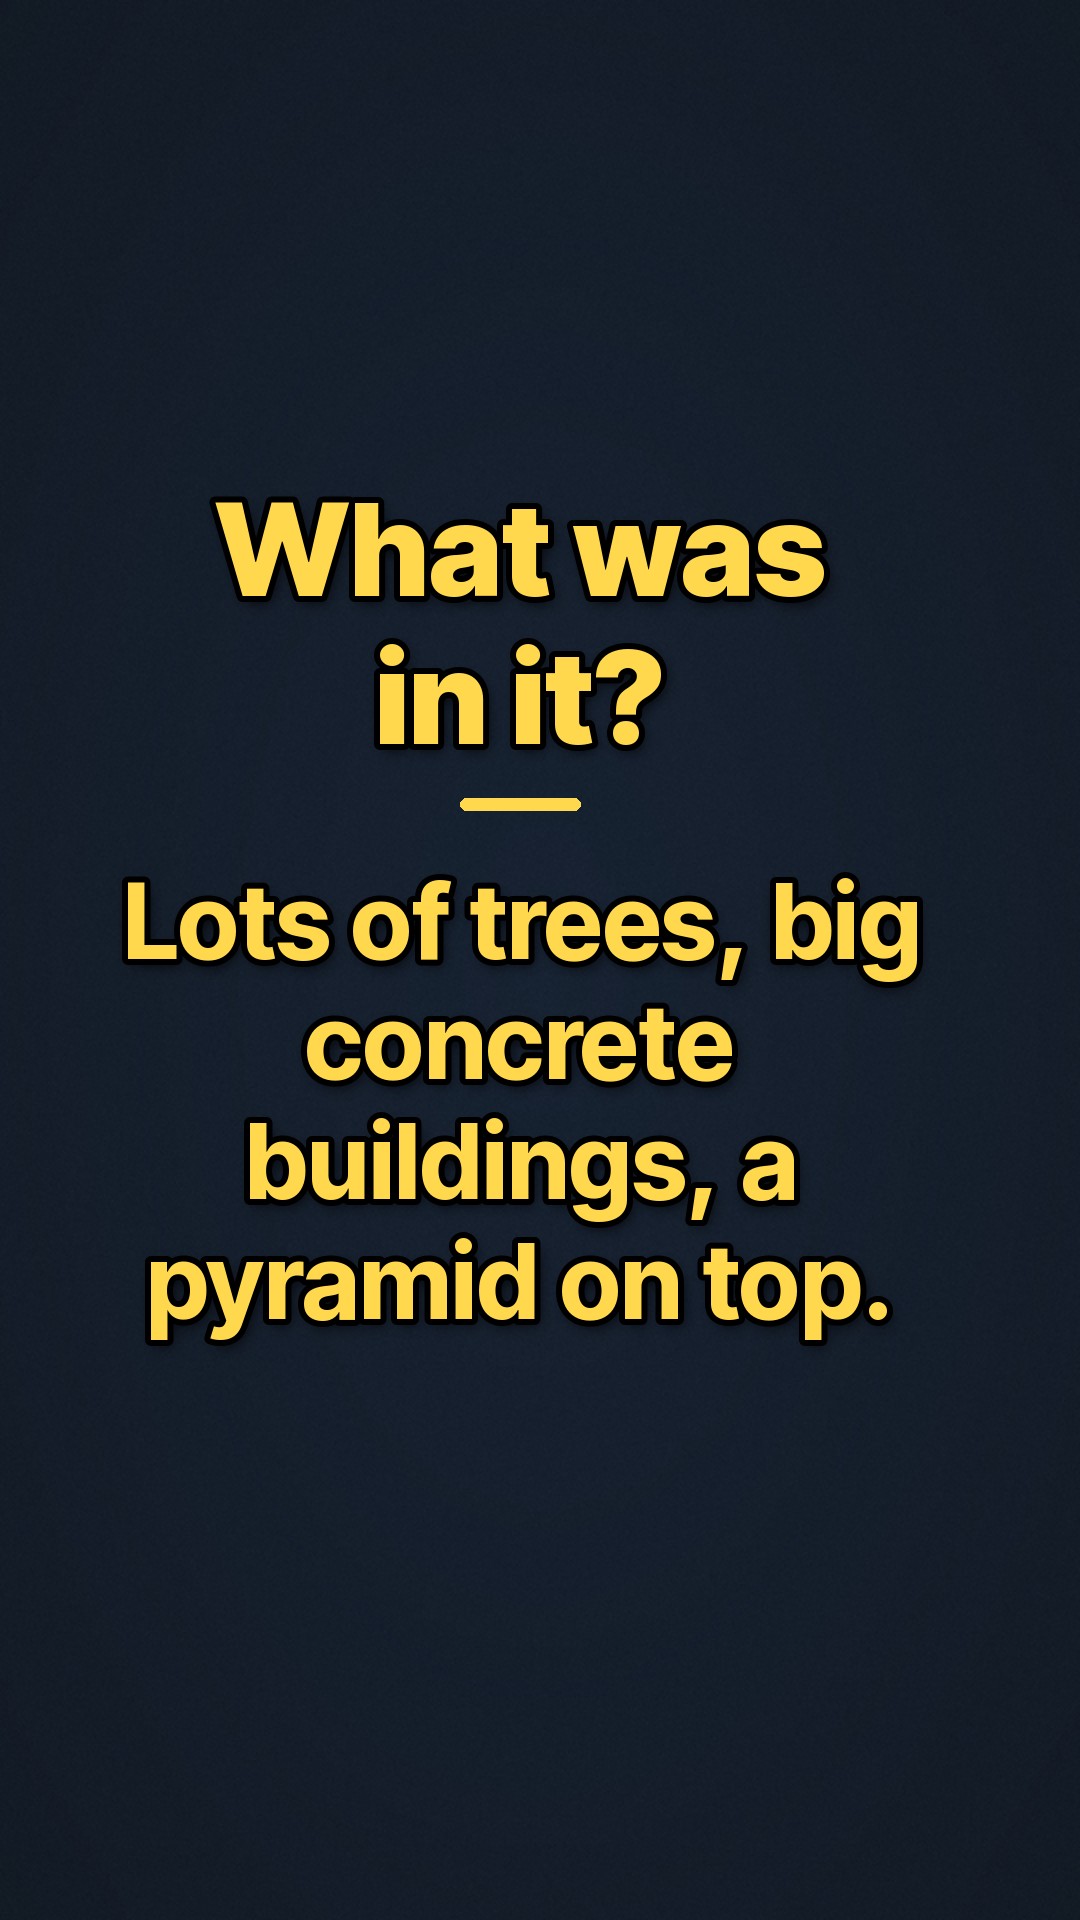 What was
in it?
Lots of trees, big
concrete
buildings, a
pyramid on top.